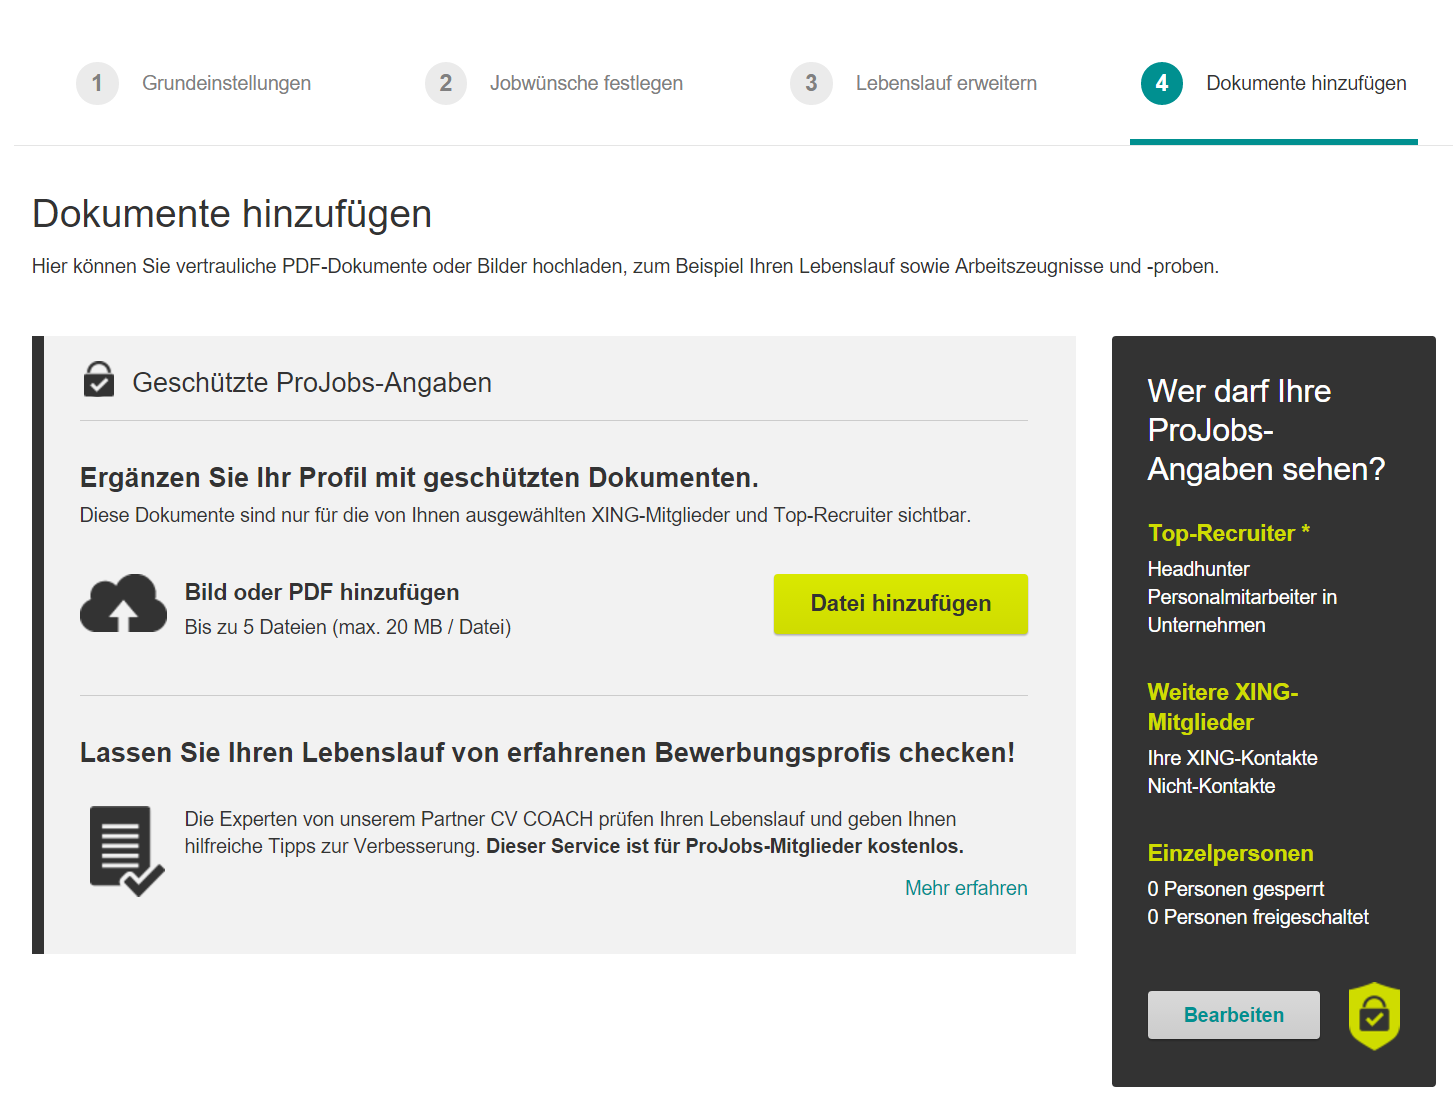 1 Grundeinstellungen
2 Jobwünsche festlegen
3 Lebenslauf erweitern
4 Dokumente hinzufügen
Dokumente hinzufügen
Hier können Sie vertrauliche PDF-Dokumente oder Bilder hochladen, zum Beispiel Ihren Lebenslauf sowie Arbeitszeugnisse und -proben.
Geschützte ProJobs-Angaben
Ergänzen Sie Ihr Profil mit geschützten Dokumenten.
Diese Dokumente sind nur für die von Ihnen ausgewählten XING-Mitglieder und Top-Recruiter sichtbar.
Bild oder PDF hinzufügen
Bis zu 5 Dateien (max. 20 MB / Datei)
Datei hinzufügen
Lassen Sie Ihren Lebenslauf von erfahrenen Bewerbungsprofis checken!
Die Experten von unserem Partner CV COACH prüfen Ihren Lebenslauf und geben Ihnen
hilfreiche Tipps zur Verbesserung. Dieser Service ist für ProJobs-Mitglieder kostenlos.
Mehr erfahren
Wer darf Ihre
ProJobs-
Angaben sehen?
Top-Recruiter *
Headhunter
Personalmitarbeiter in
Unternehmen
Weitere XING-
Mitglieder
Ihre XING-Kontakte
Nicht-Kontakte
Einzelpersonen
0 Personen gesperrt
0 Personen freigeschaltet
Bearbeiten